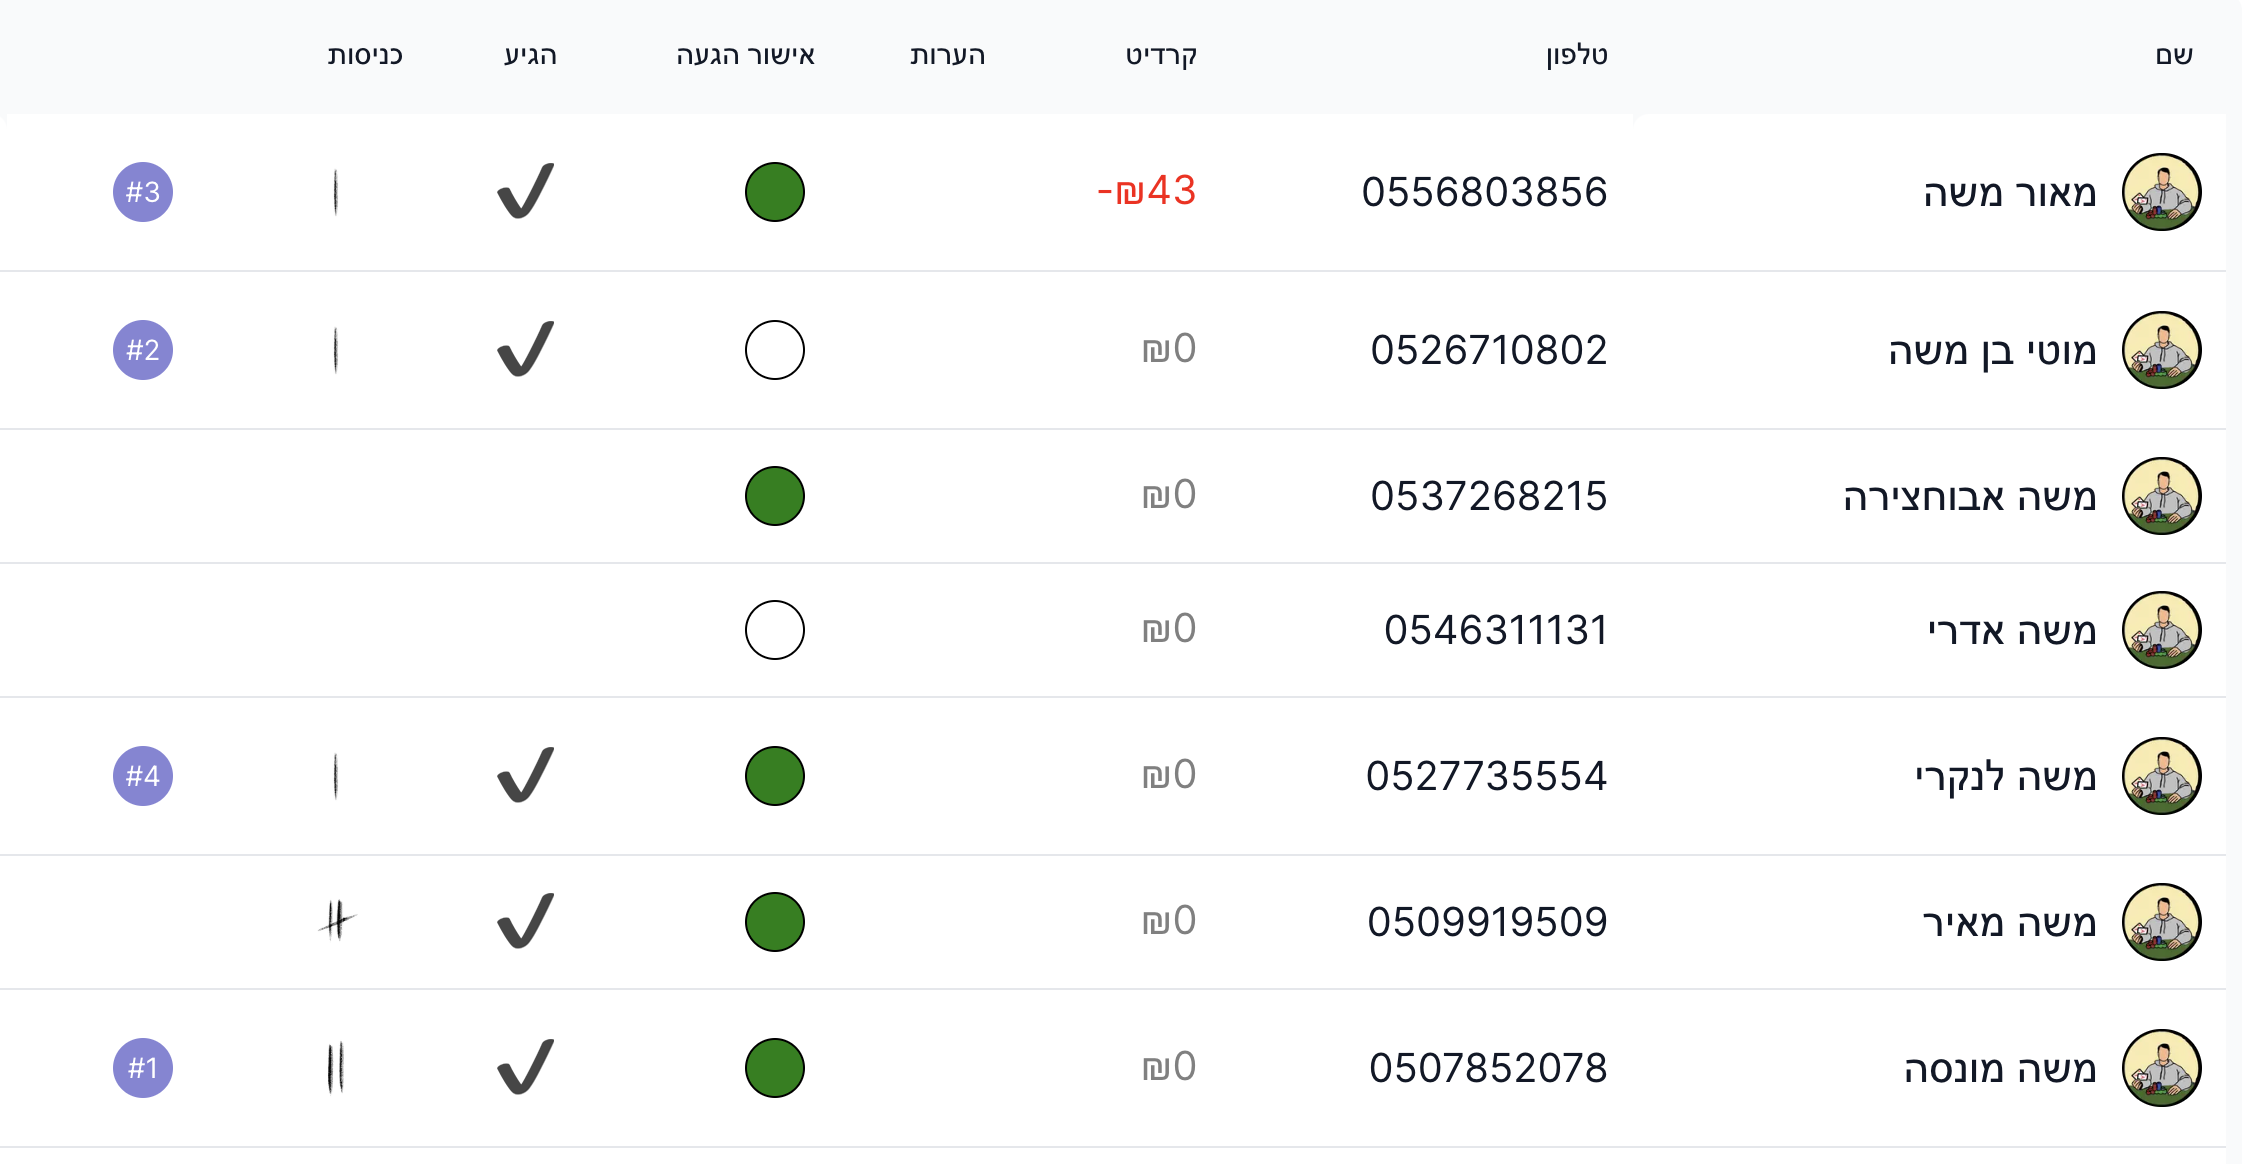 שם טלפון קרדיט הערות אישור הגעה הגיע כניסות
מאור משה 0556803856 -₪43 #3
מוטי בן משה 0526710802 ₪0 #2
משה אבוחצירה 0537268215 ₪0
משה אדרי 0546311131 ₪0
משה לנקרי 0527735554 ₪0 #4
משה מאיר 0509919509 ₪0
משה מונסה 0507852078 ₪0 #1